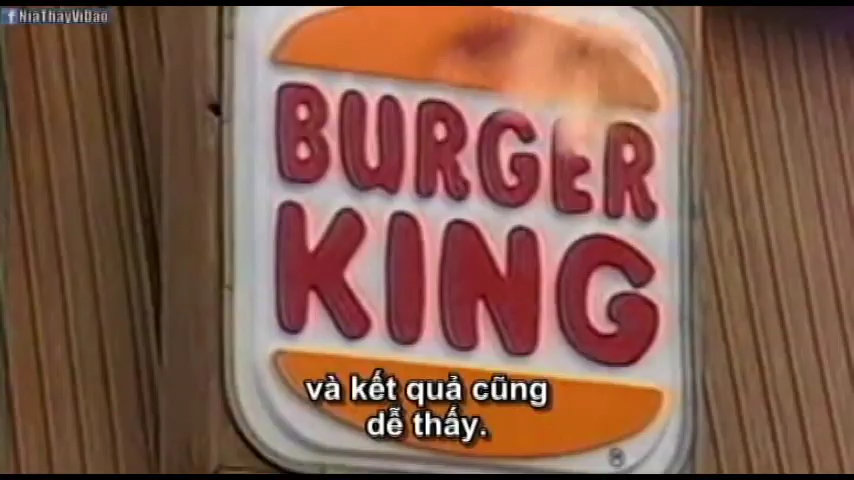 NiaThayViDao
BURGER
KING
®
và kết quả cũng
dễ thấy.